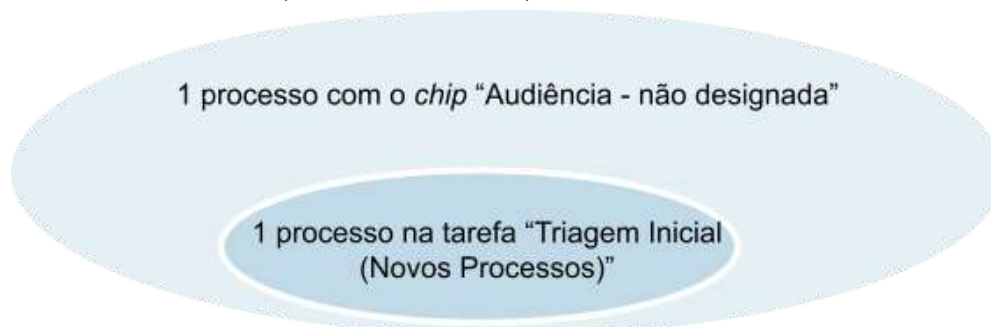 1 processo com o chip “Audiência - não designada”
1 processo na tarefa “Triagem Inicial
(Novos Processos)”